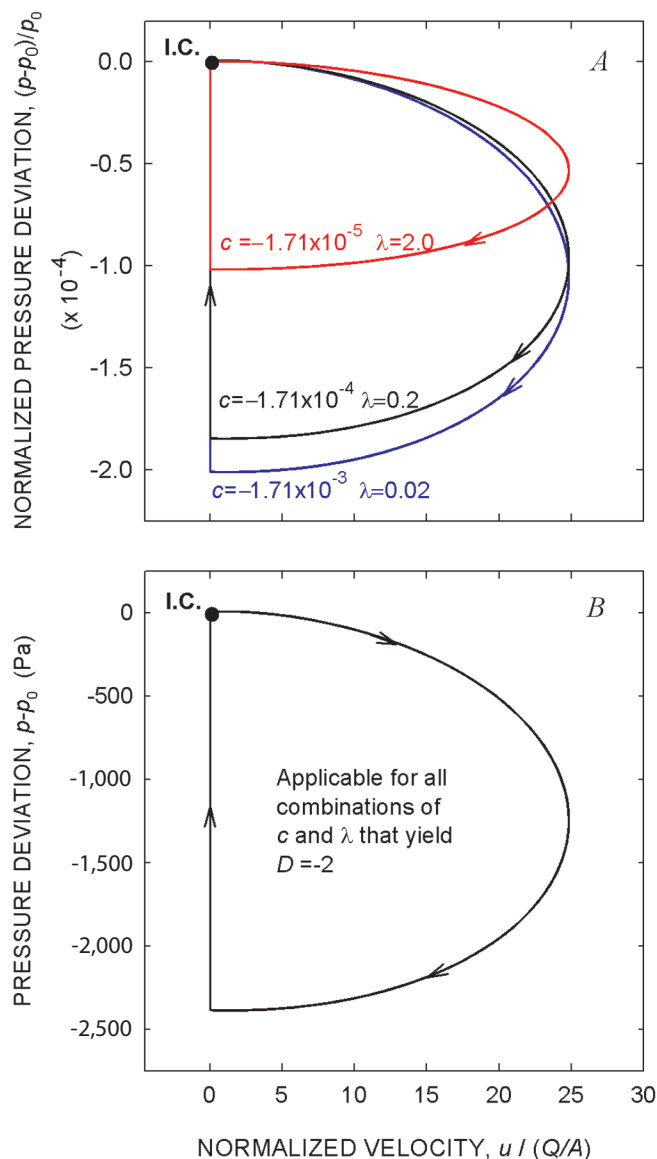 I.C.
A
0.0
-0.5
-1.0
-1.5
-2.0
NORMALIZED PRESSURE DEVIATION, (p-p₀)/p₀
(x 10⁻⁴)
c=−1.71x10⁻⁵ λ=2.0
c=−1.71x10⁻⁴ λ=0.2
c=−1.71x10⁻³ λ=0.02
I.C.
B
0
-500
-1,000
-1,500
-2,000
-2,500
PRESSURE DEVIATION, p-p₀ (Pa)
Applicable for all
combinations of
c and λ that yield
D =-2
0 5 10 15 20 25 30
NORMALIZED VELOCITY, u / (Q/A)